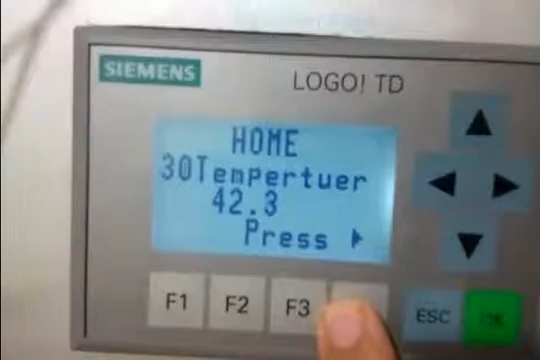 SIEMENS
LOGO! TD
HOME
30Tempertuer
42.3
Press
F1 F2 F3
ESC OK